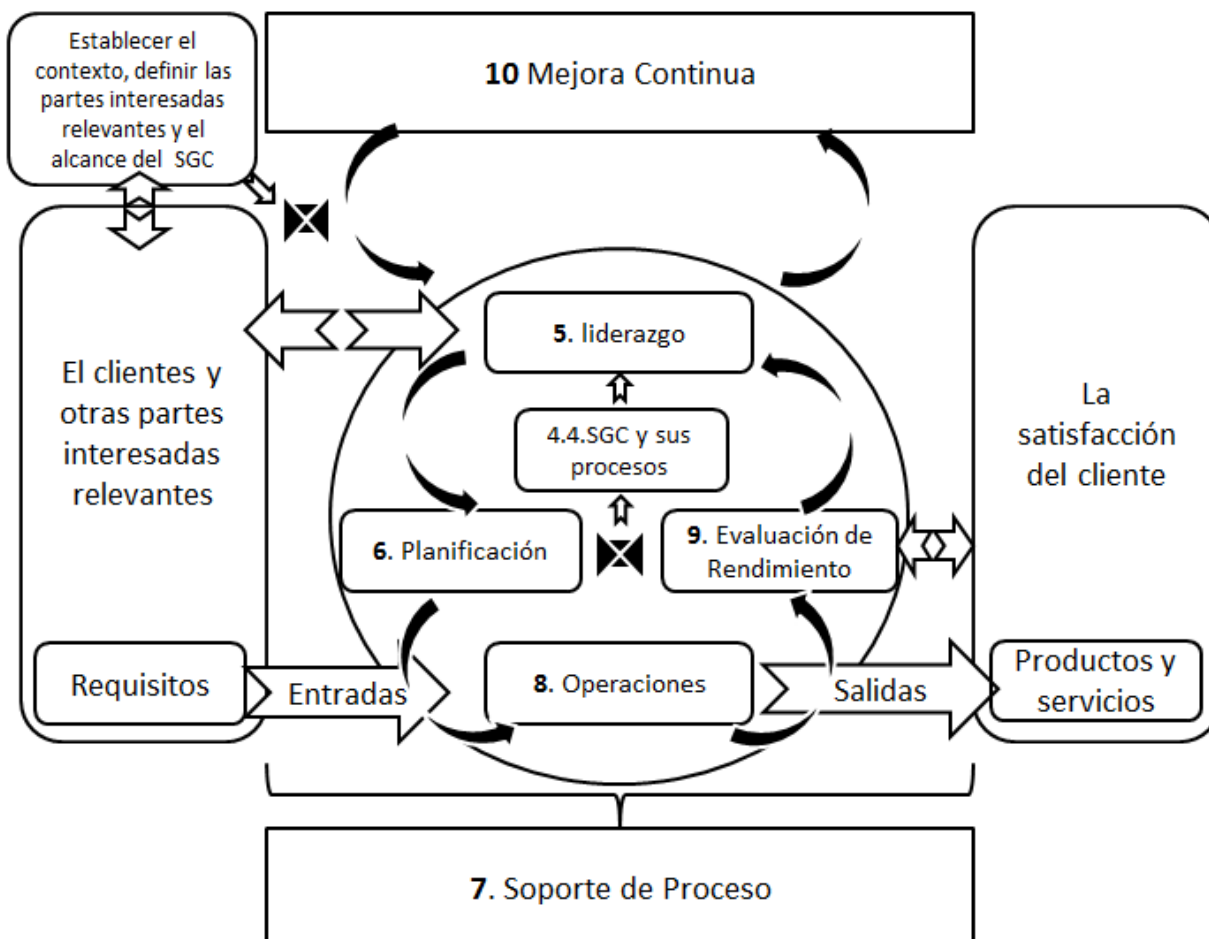 Establecer el
contexto, definir las
partes interesadas
relevantes y el
alcance del SGC
10 Mejora Continua
El clientes y
otras partes
interesadas
relevantes
5. liderazgo
4.4.SGC y sus
procesos
6. Planificación
9. Evaluación de
Rendimiento
La
satisfacción
del cliente
Requisitos
Entradas
8. Operaciones
Salidas
Productos y
servicios
7. Soporte de Proceso